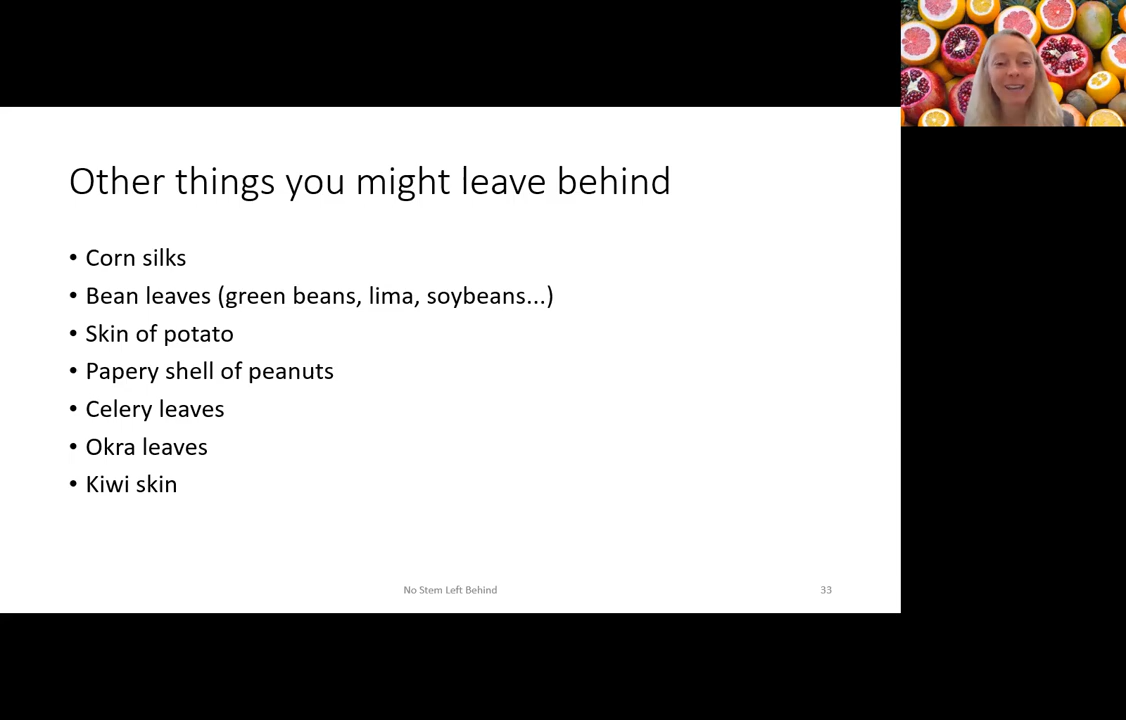 Other things you might leave behind
• Corn silks
• Bean leaves (green beans, lima, soybeans...)
• Skin of potato
• Papery shell of peanuts
• Celery leaves
• Okra leaves
• Kiwi skin
No Stem Left Behind
33